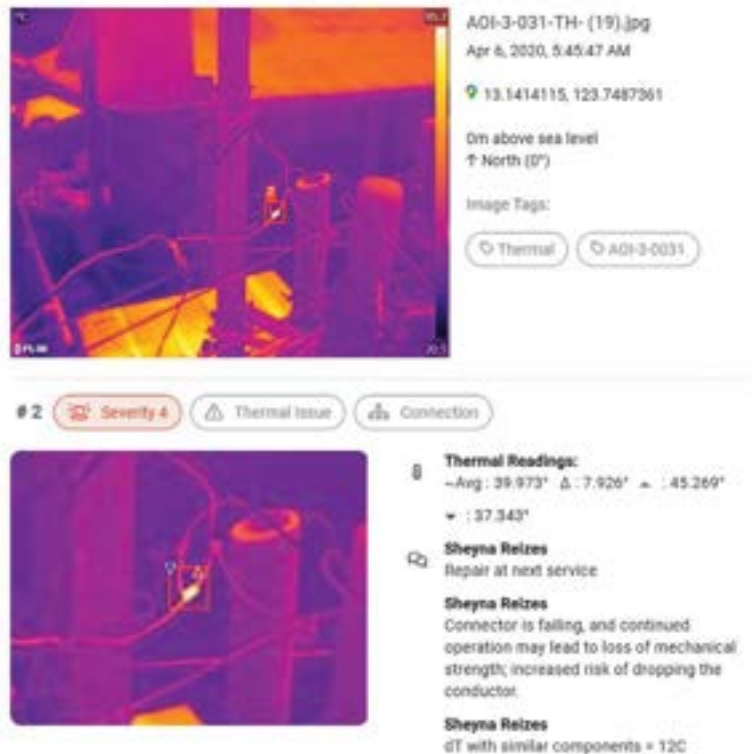 AOI-3-031-TH- (19).jpg
Apr 6, 2020, 5:45:47 AM
13.1414115, 123.7487361
0m above sea level
↑ North (0°)
Image Tags:
Thermal
AOI-3-0031
°C
#2
Severity 4
Thermal Issue
Connection
Thermal Readings:
~Avg : 39.973° Δ : 7.926° ▲ : 45.269°
▼ : 37.343°
Sheyna Reizes
Repair at next service
Sheyna Reizes
Connector is failing, and continued
operation may lead to loss of mechanical
strength; increased risk of dropping the
conductor.
Sheyna Reizes
dT with similar components = 12C